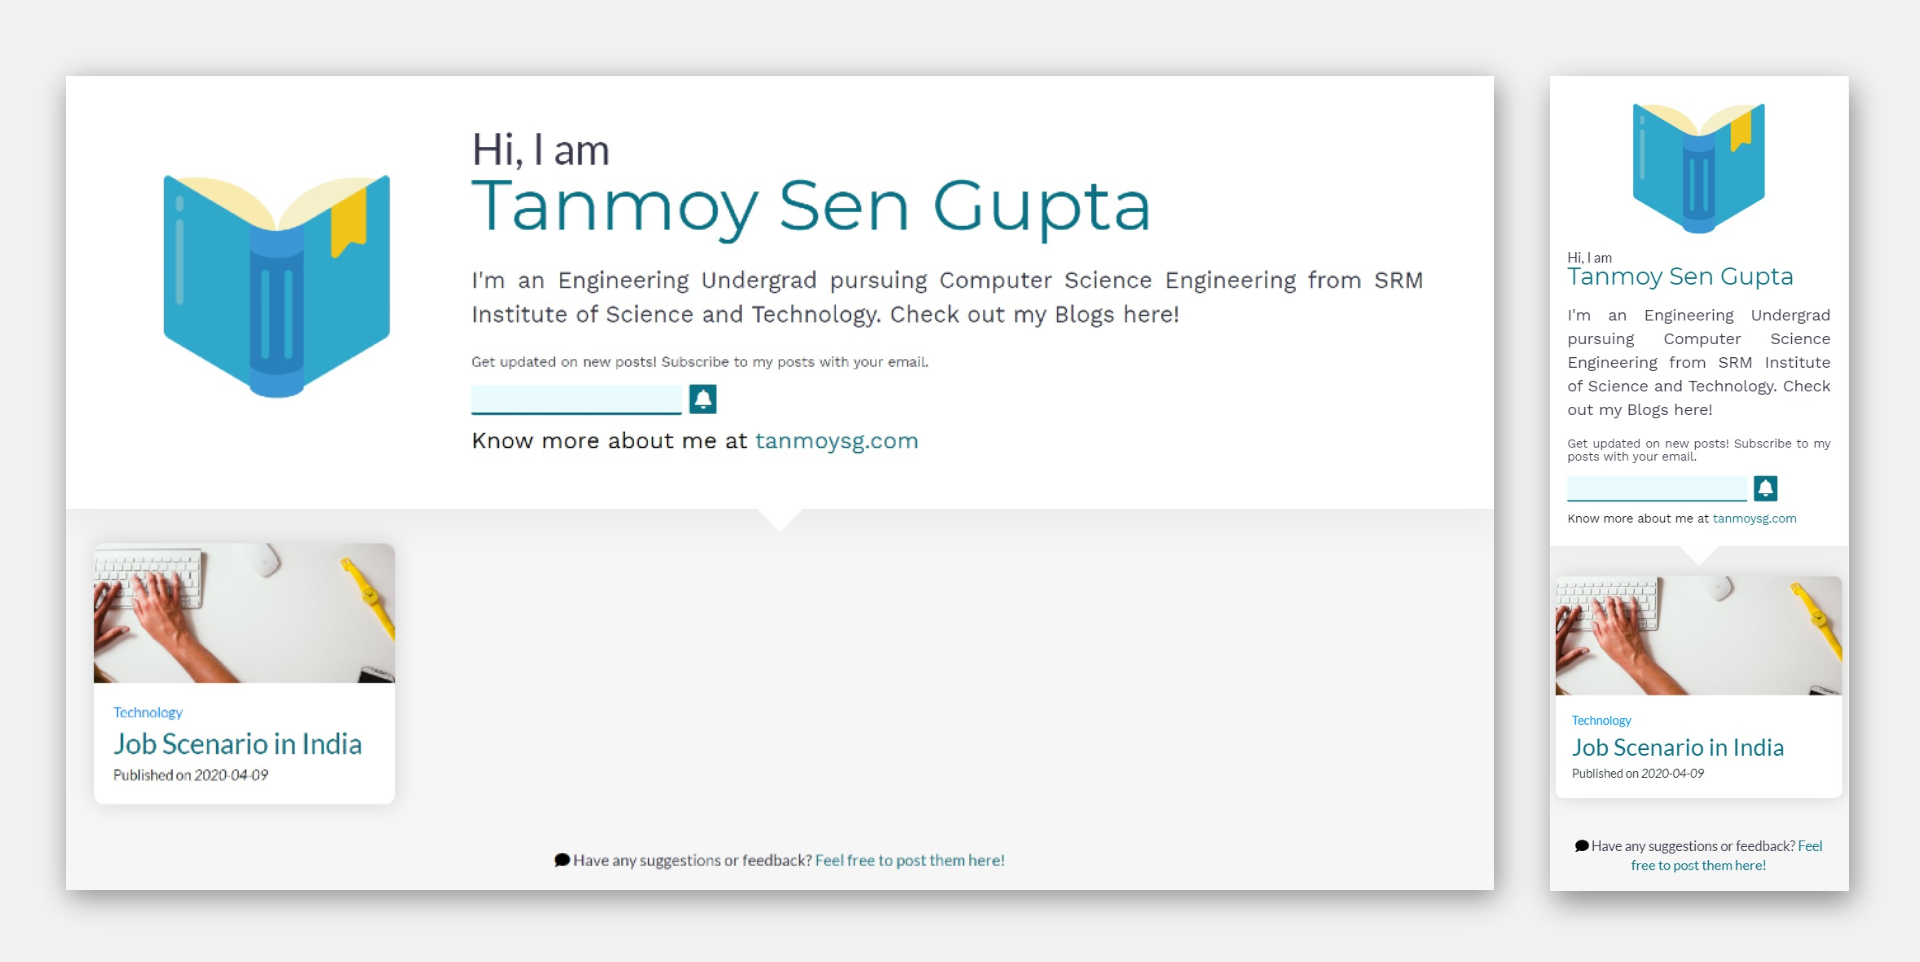 Hi, I am
Tanmoy Sen Gupta
I'm an Engineering Undergrad pursuing Computer Science Engineering from SRM
Institute of Science and Technology. Check out my Blogs here!
Get updated on new posts! Subscribe to my posts with your email.
Know more about me at tanmoysg.com
Technology
Job Scenario in India
Published on 2020-04-09
Have any suggestions or feedback? Feel free to post them here!
Hi, I am
Tanmoy Sen Gupta
I'm an Engineering Undergrad
pursuing Computer Science
Engineering from SRM Institute
of Science and Technology. Check
out my Blogs here!
Get updated on new posts! Subscribe to my
posts with your email.
Know more about me at tanmoysg.com
Technology
Job Scenario in India
Published on 2020-04-09
Have any suggestions or feedback? Feel
free to post them here!